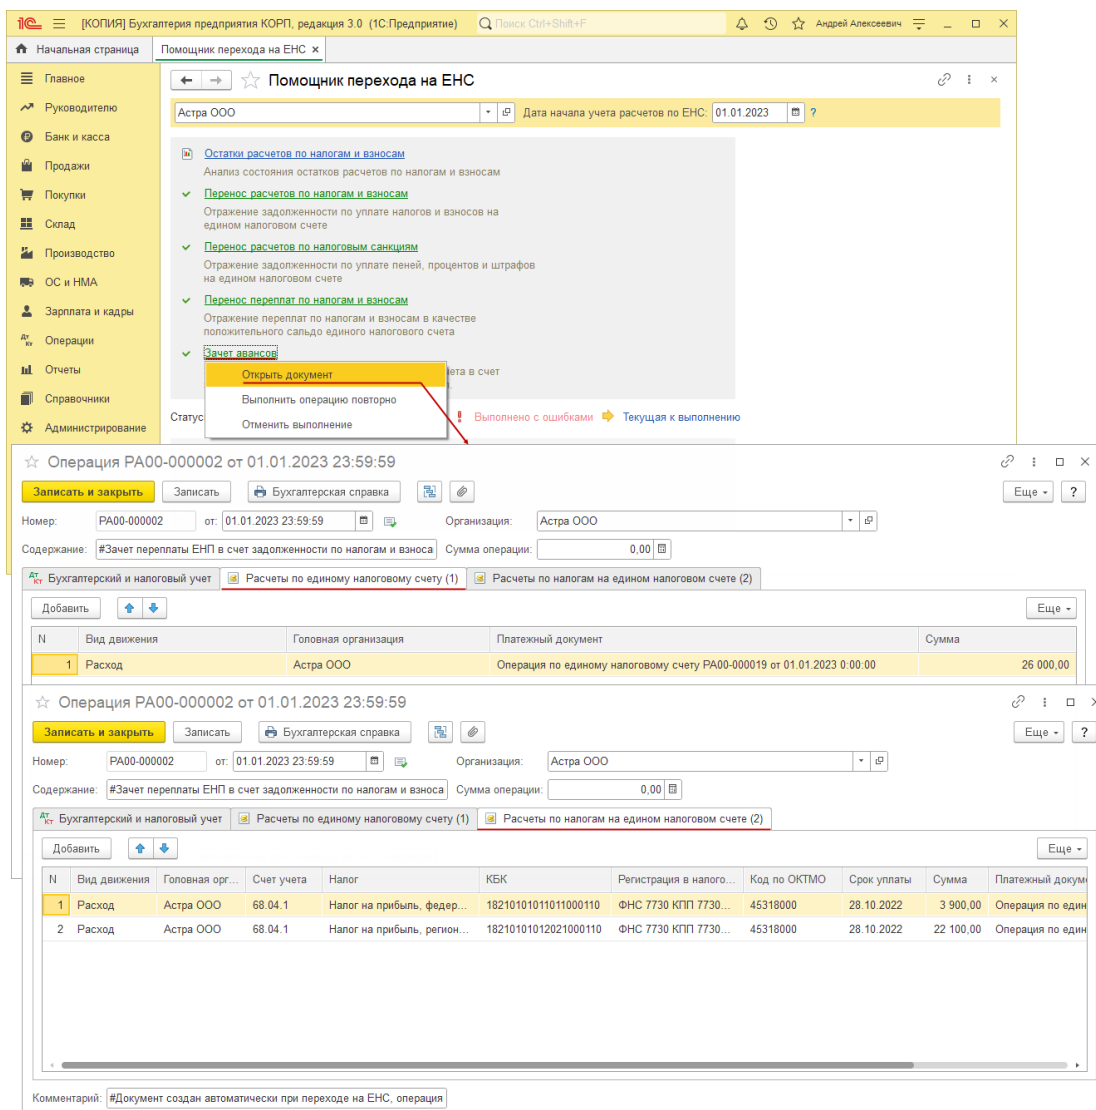 [КОПИЯ] Бухгалтерия предприятия КОРП, редакция 3.0 (1С:Предприятие) Поиск Ctrl+Shift+F Андрей Алексеевич
Начальная страница Помощник перехода на ЕНС ×
Главное
Руководителю
Банк и касса
Продажи
Покупки
Склад
Производство
ОС и НМА
Зарплата и кадры
Операции
Отчеты
Справочники
Администрирование
Помощник перехода на ЕНС
Астра ООО Дата начала учета расчетов по ЕНС: 01.01.2023 ?
Остатки расчетов по налогам и взносам
Анализ состояния остатков расчетов по налогам и взносам
Перенос расчетов по налогам и взносам
Отражение задолженности по уплате налогов и взносов на
едином налоговом счете
Перенос расчетов по налоговым санкциям
Отражение задолженности по уплате пеней, процентов и штрафов
на едином налоговом счете
Перенос переплат по налогам и взносам
Отражение переплат по налогам и взносам в качестве
положительного сальдо единого налогового счета
Зачет авансов
ета в счет
Открыть документ
Выполнить операцию повторно
Отменить выполнение
Статус Выполнено с ошибками Текущая к выполнению
Операция РА00-000002 от 01.01.2023 23:59:59
Записать и закрыть Записать Бухгалтерская справка Еще ?
Номер: РА00-000002 от: 01.01.2023 23:59:59 Организация: Астра ООО
Содержание: #Зачет переплаты ЕНП в счет задолженности по налогам и взноса Сумма операции: 0,00
Бухгалтерский и налоговый учет Расчеты по единому налоговому счету (1) Расчеты по налогам на едином налоговом счете (2)
Добавить Еще
N Вид движения Головная организация Платежный документ Сумма
1 Расход Астра ООО Операция по единому налоговому счету РА00-000019 от 01.01.2023 0:00:00 26 000,00
Операция РА00-000002 от 01.01.2023 23:59:59
Записать и закрыть Записать Бухгалтерская справка Еще ?
Номер: РА00-000002 от: 01.01.2023 23:59:59 Организация: Астра ООО
Содержание: #Зачет переплаты ЕНП в счет задолженности по налогам и взноса Сумма операции: 0,00
Бухгалтерский и налоговый учет Расчеты по единому налоговому счету (1) Расчеты по налогам на едином налоговом счете (2)
Добавить Еще
N Вид движения Головная орг... Счет учета Налог КБК Регистрация в налого... Код по ОКТМО Срок уплаты Сумма Платежный докум
1 Расход Астра ООО 68.04.1 Налог на прибыль, федер... 18210101011011000110 ФНС 7730 КПП 7730... 45318000 28.10.2022 3 900,00 Операция по един
2 Расход Астра ООО 68.04.1 Налог на прибыль, регион... 18210101012021000110 ФНС 7730 КПП 7730... 45318000 28.10.2022 22 100,00 Операция по един
Комментарий: #Документ создан автоматически при переходе на ЕНС, операция